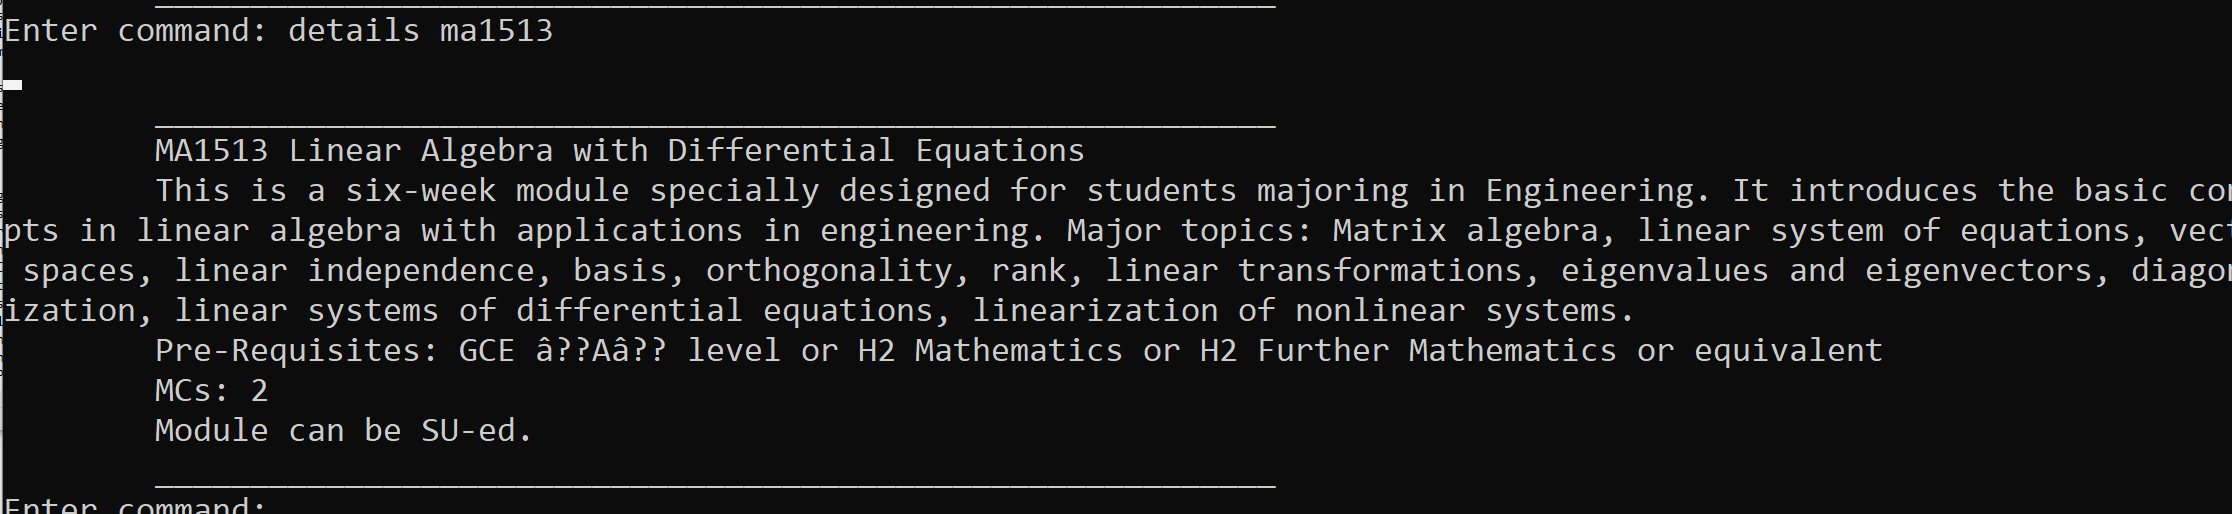 Enter command: details ma1513
MA1513 Linear Algebra with Differential Equations
This is a six-week module specially designed for students majoring in Engineering. It introduces the basic con
pts in linear algebra with applications in engineering. Major topics: Matrix algebra, linear system of equations, vect
spaces, linear independence, basis, orthogonality, rank, linear transformations, eigenvalues and eigenvectors, diagon
ization, linear systems of differential equations, linearization of nonlinear systems.
Pre-Requisites: GCE â??Aâ?? level or H2 Mathematics or H2 Further Mathematics or equivalent
MCs: 2
Module can be SU-ed.
Enter command: